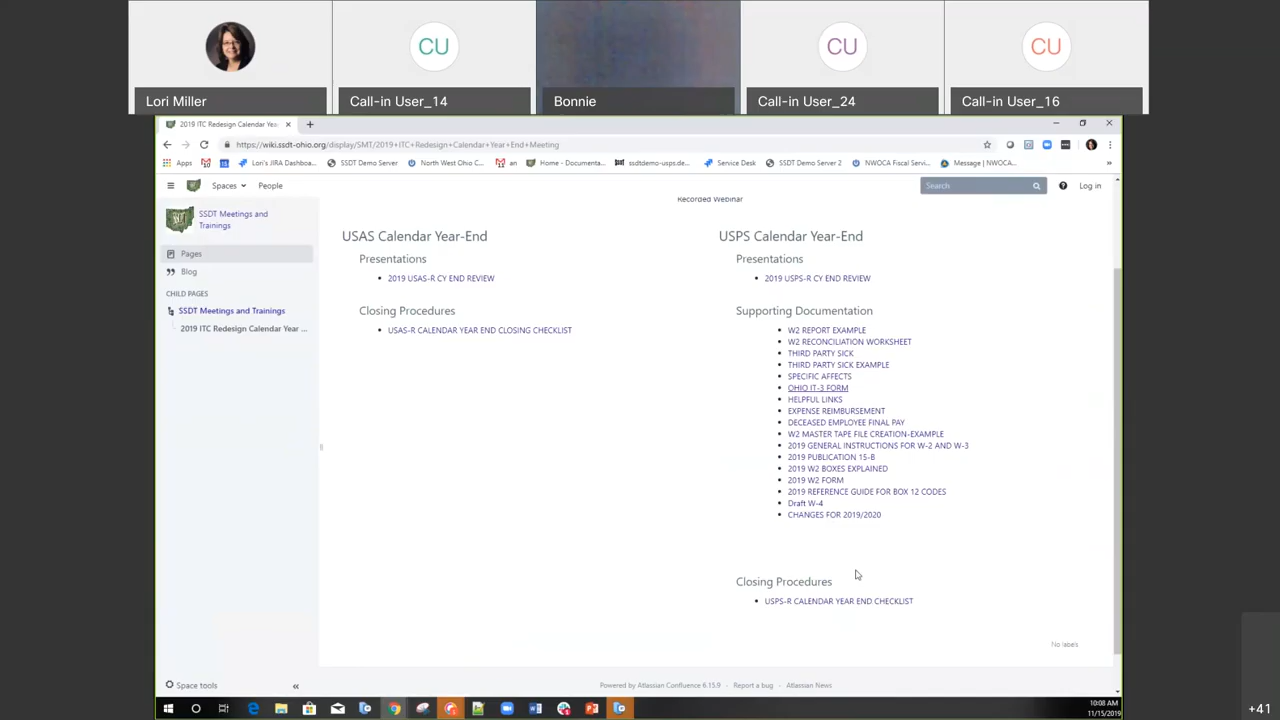 CU
CU
CU
Lori Miller
Call-in User_14
Bonnie
Call-in User_24
Call-in User_16
2019 ITC Redesign Calendar Yea
https://wiki.ssdt-ohio.org/display/SMT/2019+ITC+Redesign+Calendar+Year+End+Meeting
Apps
Lori's JIRA Dashboa...
SSDT Demo Server
North West Ohio C...
an
Home - Documenta...
ssdtdemo-usps.de...
Service Desk
SSDT Demo Server 2
NWOCA Fiscal Servi...
Message | NWOCA...
Spaces
People
Search
Log in
SSDT Meetings and
Trainings
Pages
Blog
CHILD PAGES
SSDT Meetings and Trainings
2019 ITC Redesign Calendar Year ...
Recorded Webinar
USAS Calendar Year-End
Presentations
2019 USAS-R CY END REVIEW
Closing Procedures
USAS-R CALENDAR YEAR END CLOSING CHECKLIST
USPS Calendar Year-End
Presentations
2019 USPS-R CY END REVIEW
Supporting Documentation
W2 REPORT EXAMPLE
W2 RECONCILIATION WORKSHEET
THIRD PARTY SICK
THIRD PARTY SICK EXAMPLE
SPECIFIC AFFECTS
OHIO IT-3 FORM
HELPFUL LINKS
EXPENSE REIMBURSEMENT
DECEASED EMPLOYEE FINAL PAY
W2 MASTER TAPE FILE CREATION-EXAMPLE
2019 GENERAL INSTRUCTIONS FOR W-2 AND W-3
2019 PUBLICATION 15-B
2019 W2 BOXES EXPLAINED
2019 W2 FORM
2019 REFERENCE GUIDE FOR BOX 12 CODES
Draft W-4
CHANGES FOR 2019/2020
Closing Procedures
USPS-R CALENDAR YEAR END CHECKLIST
No labels
Space tools
Powered by Atlassian Confluence 6.15.9
Report a bug
Atlassian News
10:08 AM
11/15/2019
+41